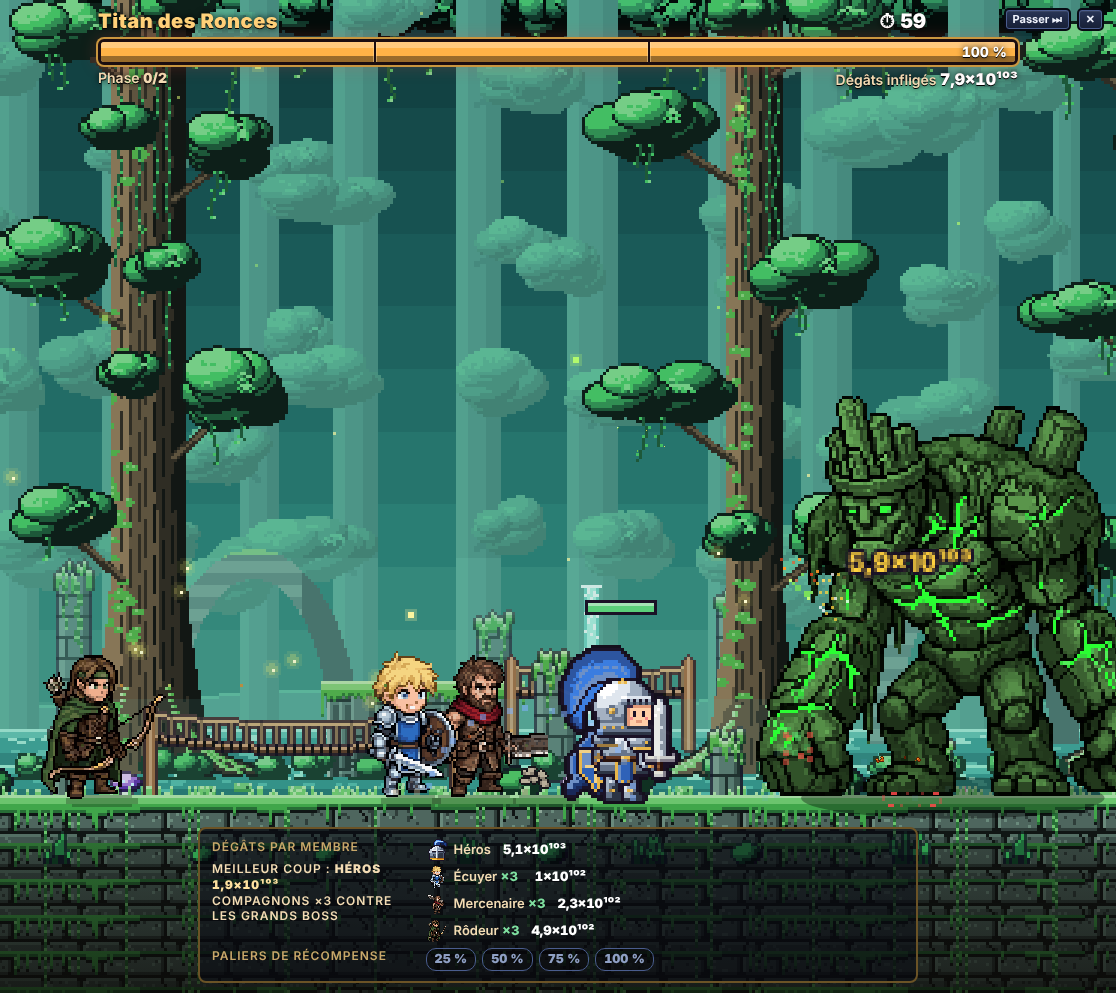 Titan des Ronces
⏱ 59
Passer ⏭
✕
100 %
Phase 0/2
Dégâts infligés 7,9×10¹⁰³
5,9×10¹⁰³
DÉGÂTS PAR MEMBRE
MEILLEUR COUP : HÉROS
1,9×10¹⁰³
COMPAGNONS ×3 CONTRE
LES GRANDS BOSS
Héros 5,1×10¹⁰³
Écuyer ×3 1×10¹⁰²
Mercenaire ×3 2,3×10¹⁰²
Rôdeur ×3 4,9×10¹⁰²
PALIERS DE RÉCOMPENSE
25 % 50 % 75 % 100 %